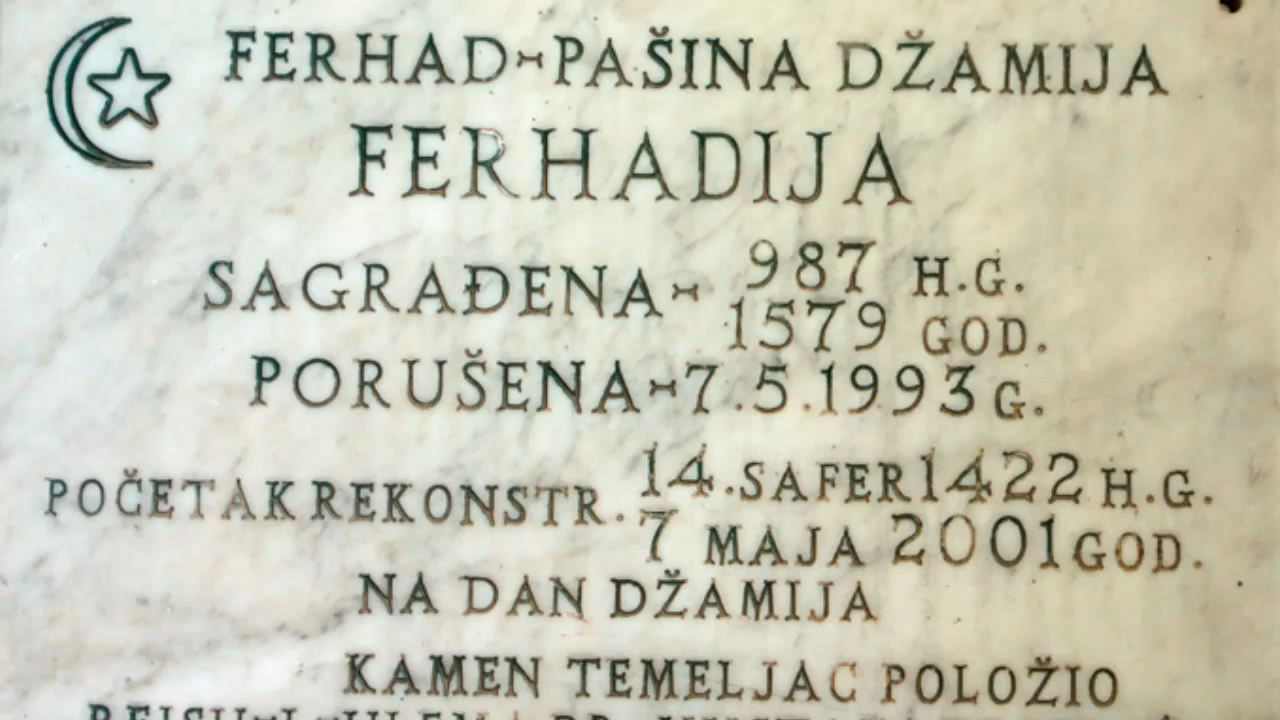 FERHAD-PAŠINA DŽAMIJA
FERHADIJA
SAGRAĐENA- 987 H.G.
1579 GOD.
PORUŠENA-7.5.1993 G.
POČETAK REKONSTR. 14. SAFER 1422 H.G.
7 MAJA 2001 GOD.
NA DAN DŽAMIJA
KAMEN TEMELJAC POLOŽIO